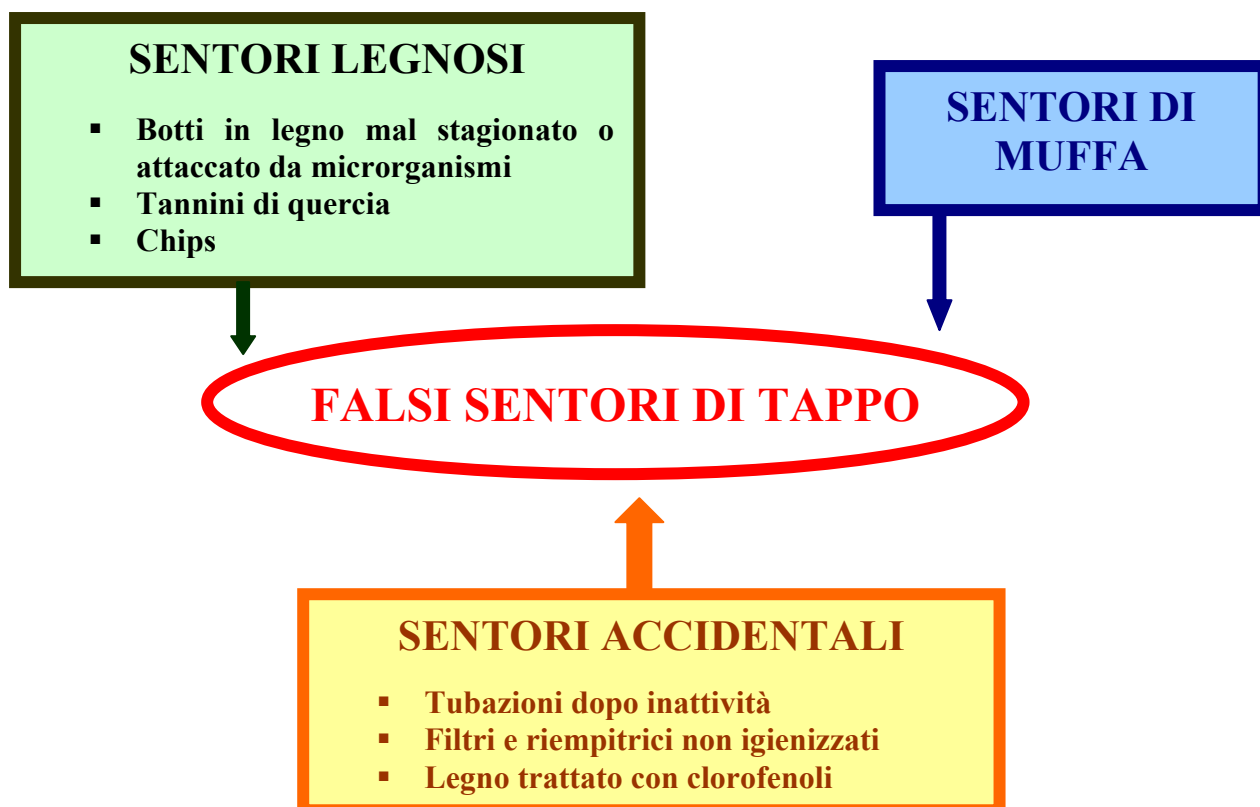 SENTORI LEGNOSI
▪ Botti in legno mal stagionato o
attaccato da microrganismi
▪ Tannini di quercia
▪ Chips
SENTORI DI
MUFFA
FALSI SENTORI DI TAPPO
SENTORI ACCIDENTALI
▪ Tubazioni dopo inattività
▪ Filtri e riempitrici non igienizzati
▪ Legno trattato con clorofenoli